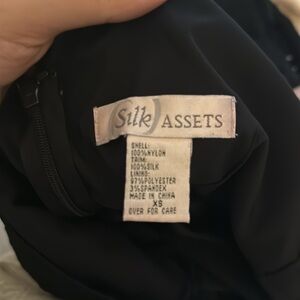 Silk ASSETS
SHELL:
100%NYLON
TRIM:
100%SILK
LINING:
97%POLYESTER
3%SPANDEX
MADE IN CHINA
XS
OVER FOR CARE